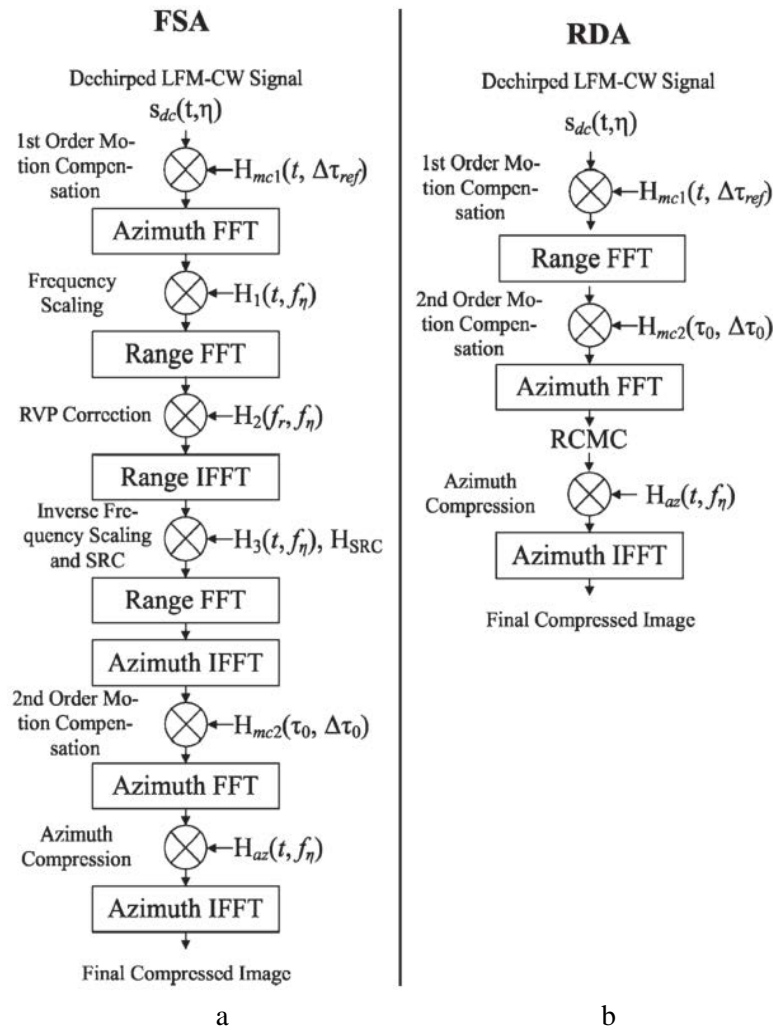 FSA
Dechirped LFM-CW Signal
s_dc(t,η)
1st Order Motion Compen-
sation
H_mc1(t, Δτ_ref)
Azimuth FFT
Frequency
Scaling
H_1(t, f_η)
Range FFT
RVP Correction
H_2(f_r, f_η)
Range IFFT
Inverse Fre-
quency Scaling
and SRC
H_3(t, f_η), H_SRC
Range FFT
Azimuth IFFT
2nd Order Mo-
tion Compen-
sation
H_mc2(τ_0, Δτ_0)
Azimuth FFT
Azimuth
Compression
H_az(t, f_η)
Azimuth IFFT
Final Compressed Image
a
RDA
Dechirped LFM-CW Signal
s_dc(t,η)
1st Order
Motion Compen-
sation
H_mc1(t, Δτ_ref)
Range FFT
2nd Order Mo-
tion Compen-
sation
H_mc2(τ_0, Δτ_0)
Azimuth FFT
RCMC
Azimuth
Compression
H_az(t, f_η)
Azimuth IFFT
Final Compressed Image
b